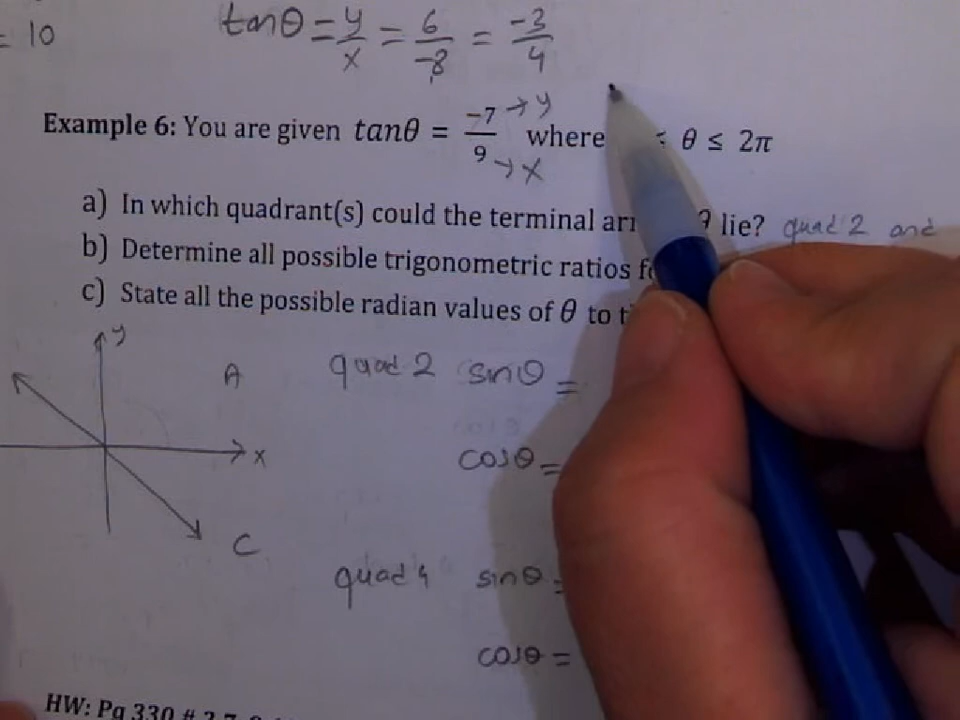 = 10
tanθ = y/x = 6/-8 = -3/4
Example 6: You are given tanθ = -7/9 → y → x where ≤ θ ≤ 2π
a) In which quadrant(s) could the terminal θ lie? quad 2 and
b) Determine all possible trigonometric ratios
c) State all the possible radian values of θ to
y
A
x
C
quad 2 sinθ =
cosθ =
quad 4 sinθ =
cosθ =
HW: Pg 330 #